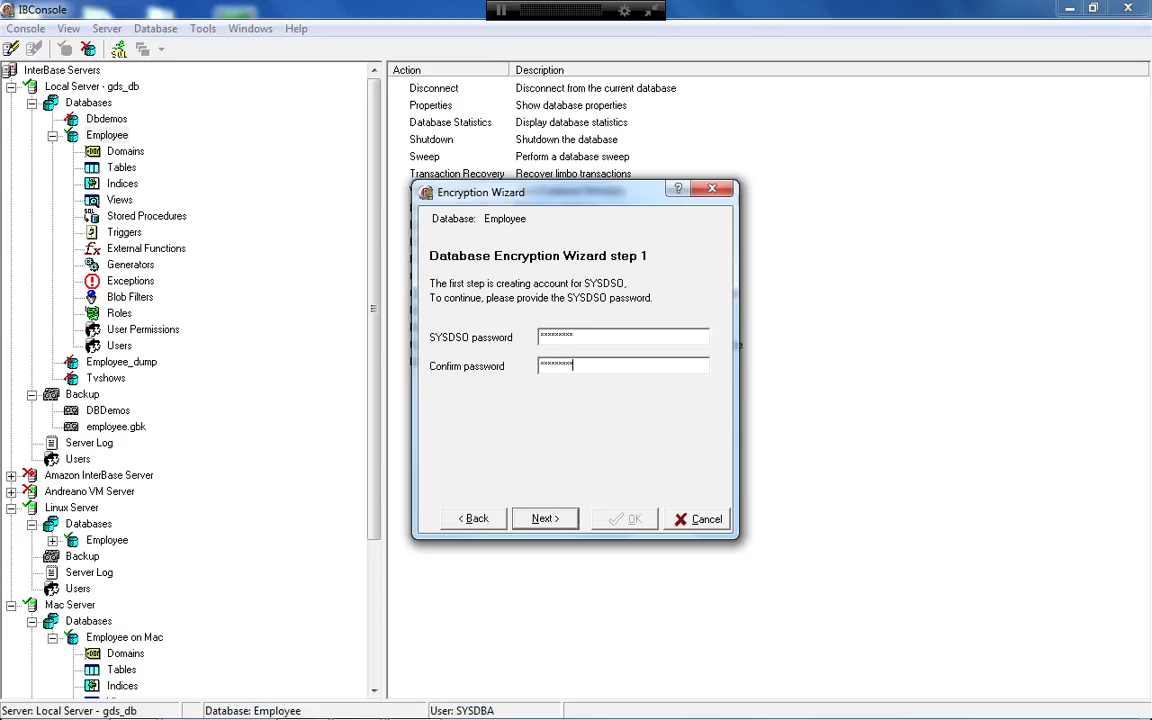 IBConsole
Console View Server Database Tools Windows Help
SQL
InterBase Servers
Local Server - gds_db
Databases
Dbdemos
Employee
Domains
Tables
Indices
Views
Stored Procedures
Triggers
External Functions
Generators
Exceptions
Blob Filters
Roles
User Permissions
Users
Employee_dump
Tvshows
Backup
DBDemos
employee.gbk
Server Log
Users
Amazon InterBase Server
Andreano VM Server
Linux Server
Databases
Employee
Backup
Server Log
Users
Mac Server
Databases
Employee on Mac
Domains
Tables
Indices
Action Description
Disconnect Disconnect from the current database
Properties Show database properties
Database Statistics Display database statistics
Shutdown Shutdown the database
Sweep Perform a database sweep
Transaction Recovery Recover limbo transactions
Encryption Wizard
Database: Employee
Database Encryption Wizard step 1
The first step is creating account for SYSDSO,
To continue, please provide the SYSDSO password.
SYSDSO password *********
Confirm password *********
< Back Next > OK Cancel
Server: Local Server - gds_db Database: Employee User: SYSDBA